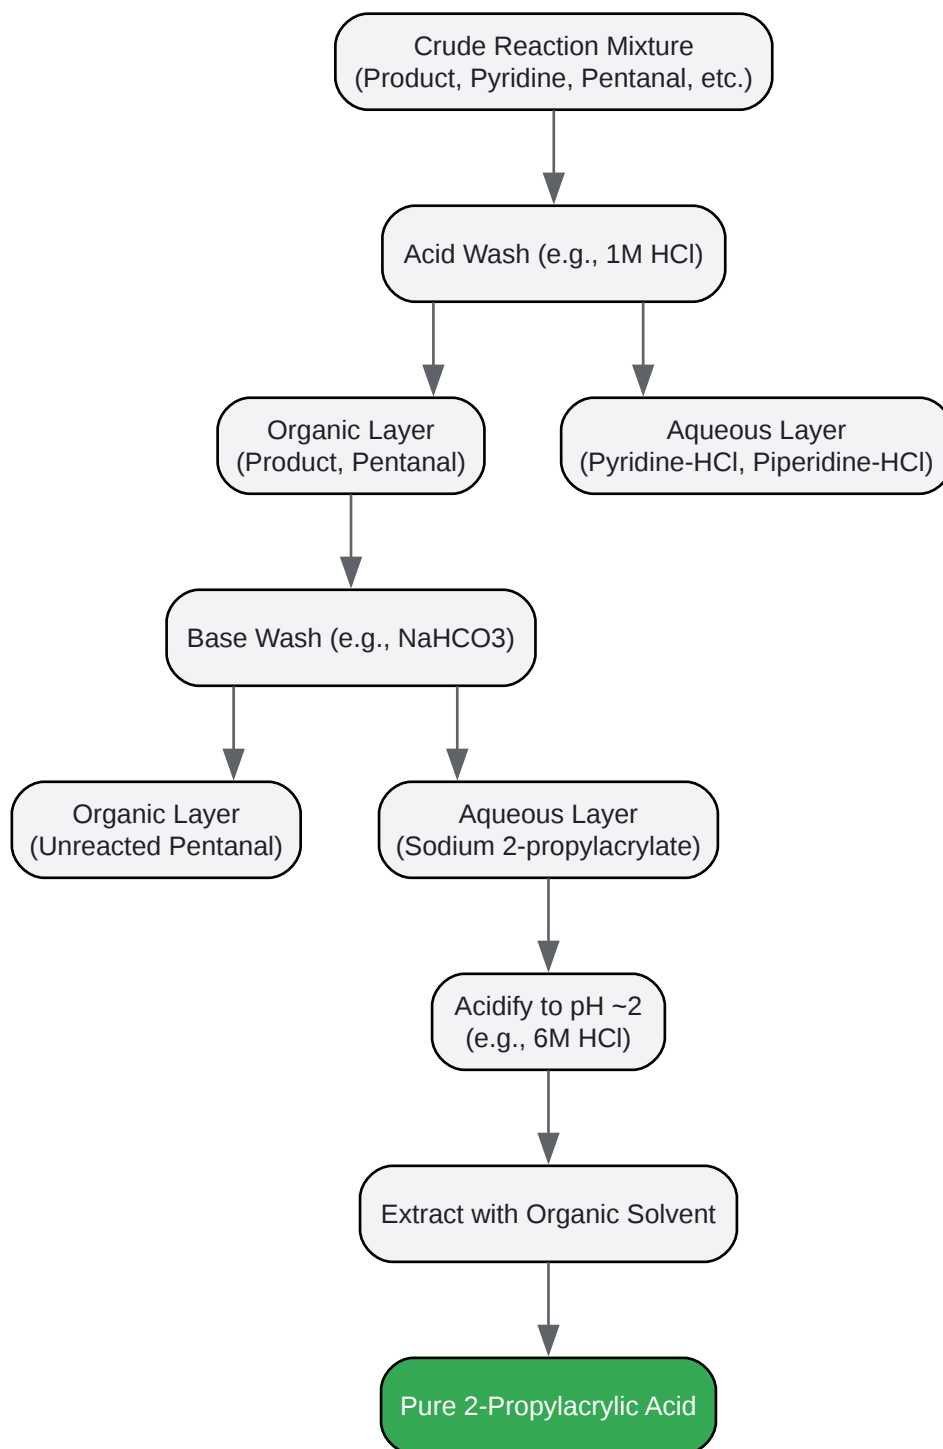 Crude Reaction Mixture
(Product, Pyridine, Pentanal, etc.)
Acid Wash (e.g., 1M HCl)
Organic Layer
(Product, Pentanal)
Aqueous Layer
(Pyridine-HCl, Piperidine-HCl)
Base Wash (e.g., NaHCO3)
Organic Layer
(Unreacted Pentanal)
Aqueous Layer
(Sodium 2-propylacrylate)
Acidify to pH ~2
(e.g., 6M HCl)
Extract with Organic Solvent
Pure 2-Propylacrylic Acid